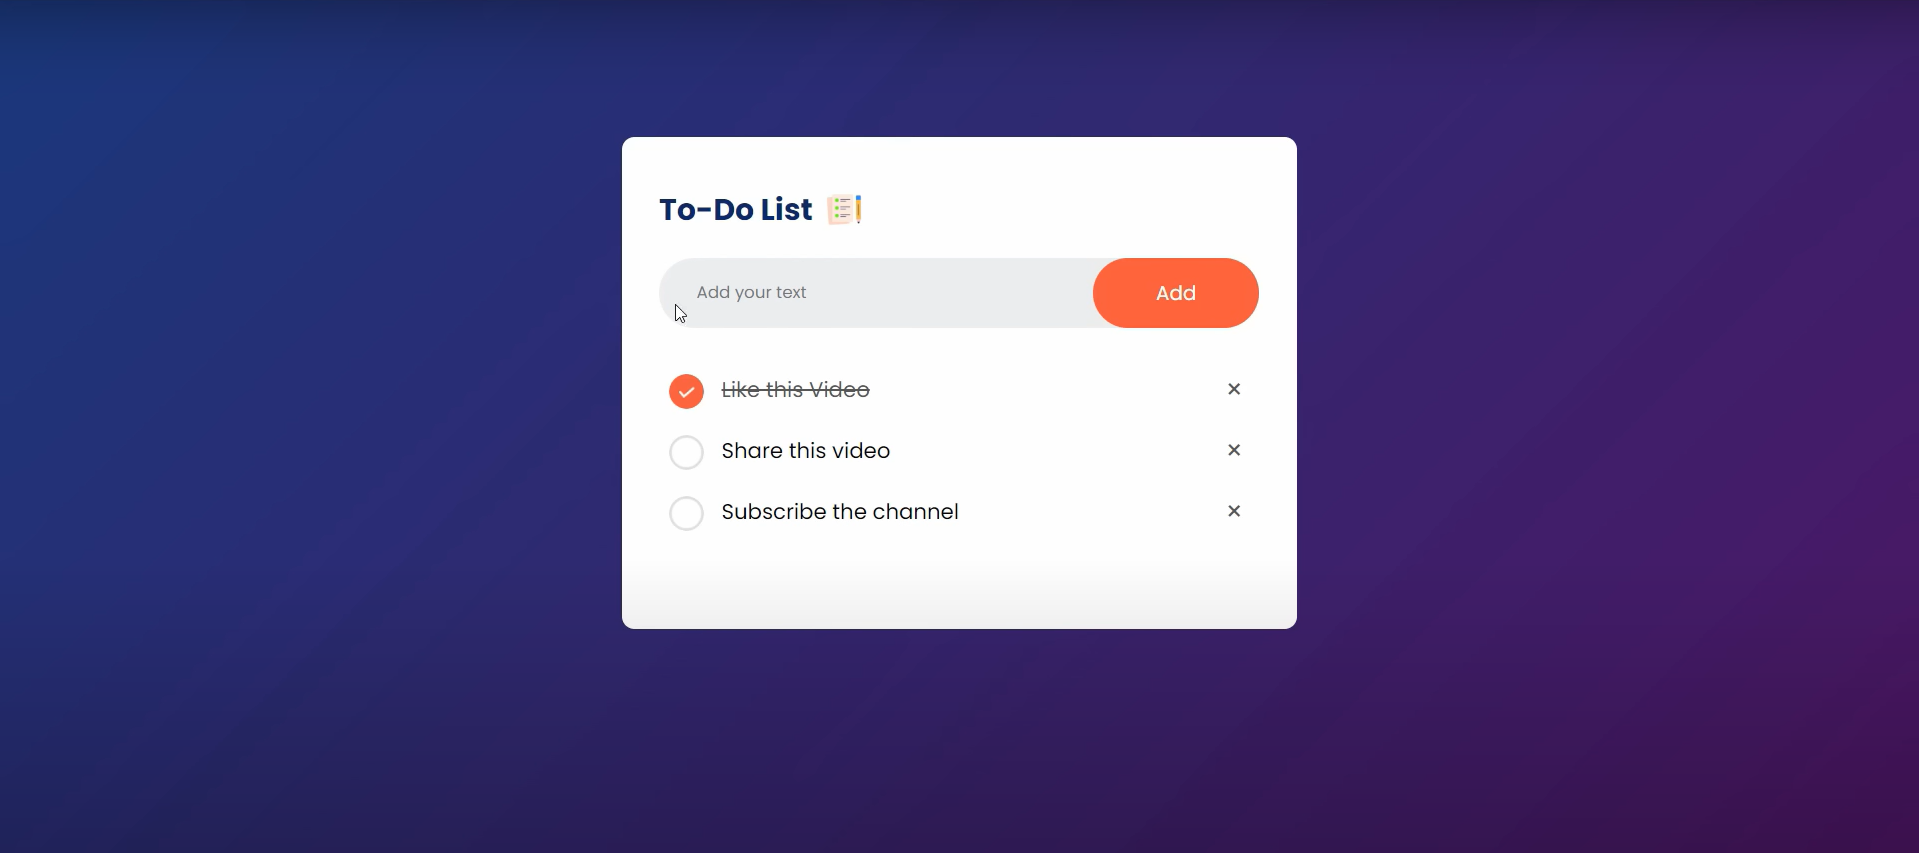 To-Do List
Add your text
Add
Like this Video
Share this video
Subscribe the channel